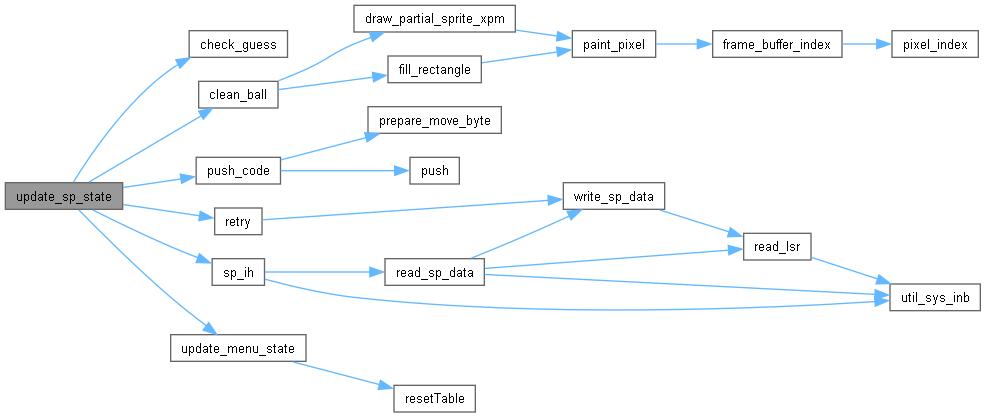 draw_partial_sprite_xpm
check_guess
paint_pixel
frame_buffer_index
pixel_index
fill_rectangle
clean_ball
prepare_move_byte
push_code
push
update_sp_state
write_sp_data
retry
read_lsr
sp_ih
read_sp_data
util_sys_inb
update_menu_state
resetTable